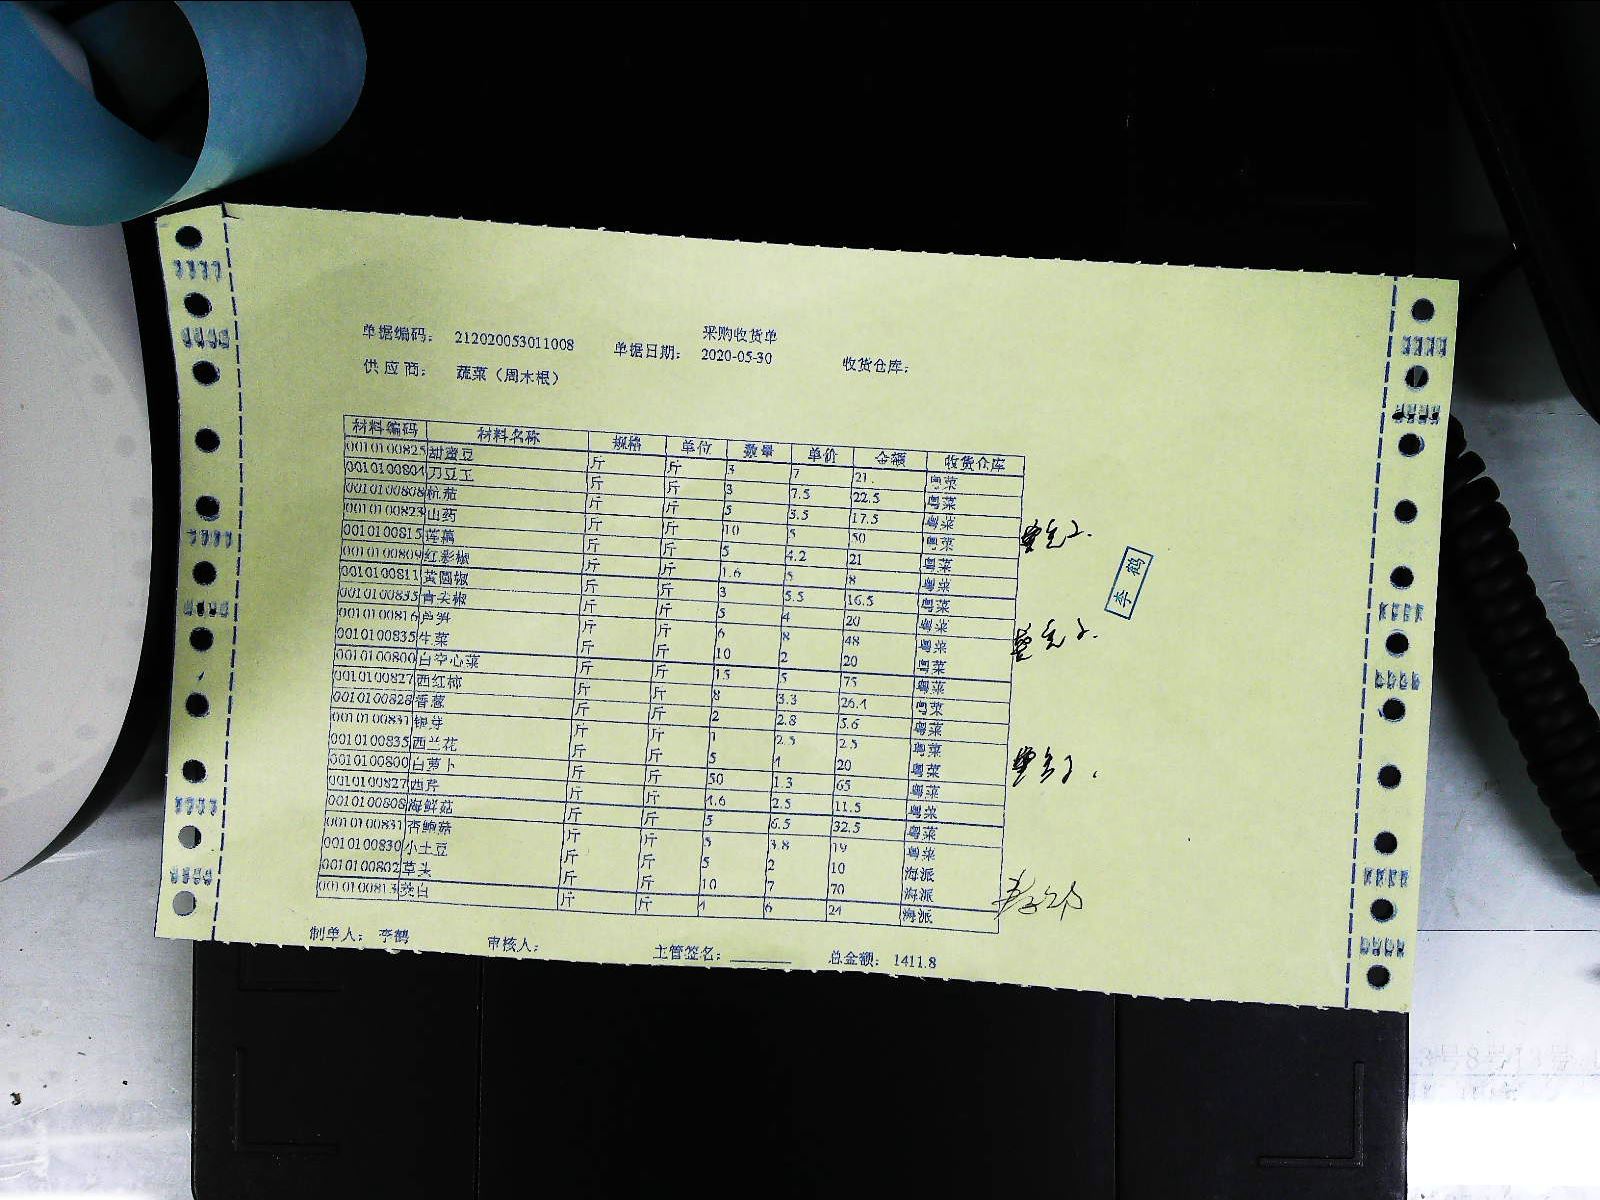 采购收货单
单据编码： 212020053011008 单据日期： 2020-05-30 收货仓库：
供应商： 蔬菜（周木根）
材料编码 材料名称 规格 单位 数量 单价 金额 收货仓库
0010100825 甜蜜豆 斤 斤 3 7 21. 粤菜
0010100804 刀豆王 斤 斤 3 7.5 22.5 粤菜
0010100808 杭茄 斤 斤 5 3.5 17.5 粤菜
0010100823 山药 斤 斤 10 5 50 粤菜
0010100815 莲藕 斤 斤 5 4.2 21 粤菜
0010100809 红彩椒 斤 斤 1.6 5 8 粤菜
0010100811 黄圆椒 斤 斤 3 5.5 16.5 粤菜
0010100835 青尖椒 斤 斤 5 4 20 粤菜
0010100816 芦笋 斤 斤 6 8 48 粤菜
0010100835 生菜 斤 斤 10 2 20 粤菜
0010100800 白空心菜 斤 斤 15 5 75 粤菜
0010100827 西红柿 斤 斤 8 3.3 26.4 粤菜
0010100828 香葱 斤 斤 2 2.8 5.6 粤菜
0010100831 银芽 斤 斤 1 2.5 2.5 粤菜
0010100835 西兰花 斤 斤 5 4 20 粤菜
0010100800 白萝卜 斤 斤 50 1.3 65 粤菜
0010100827 西芹 斤 斤 4.6 2.5 11.5 粤菜
0010100808 海鲜菇 斤 斤 5 6.5 32.5 粤菜
0010100831 杏鲍菇 斤 斤 5 3.8 19 粤菜
0010100830 小土豆 斤 斤 5 2 10 海派
0010100802 草头 斤 斤 10 7 70 海派
0010100813 茭白 斤 斤 4 6 24 海派
李鹤
制单人： 李鹤 审核人： 主管签名： 总金额： 1411.8